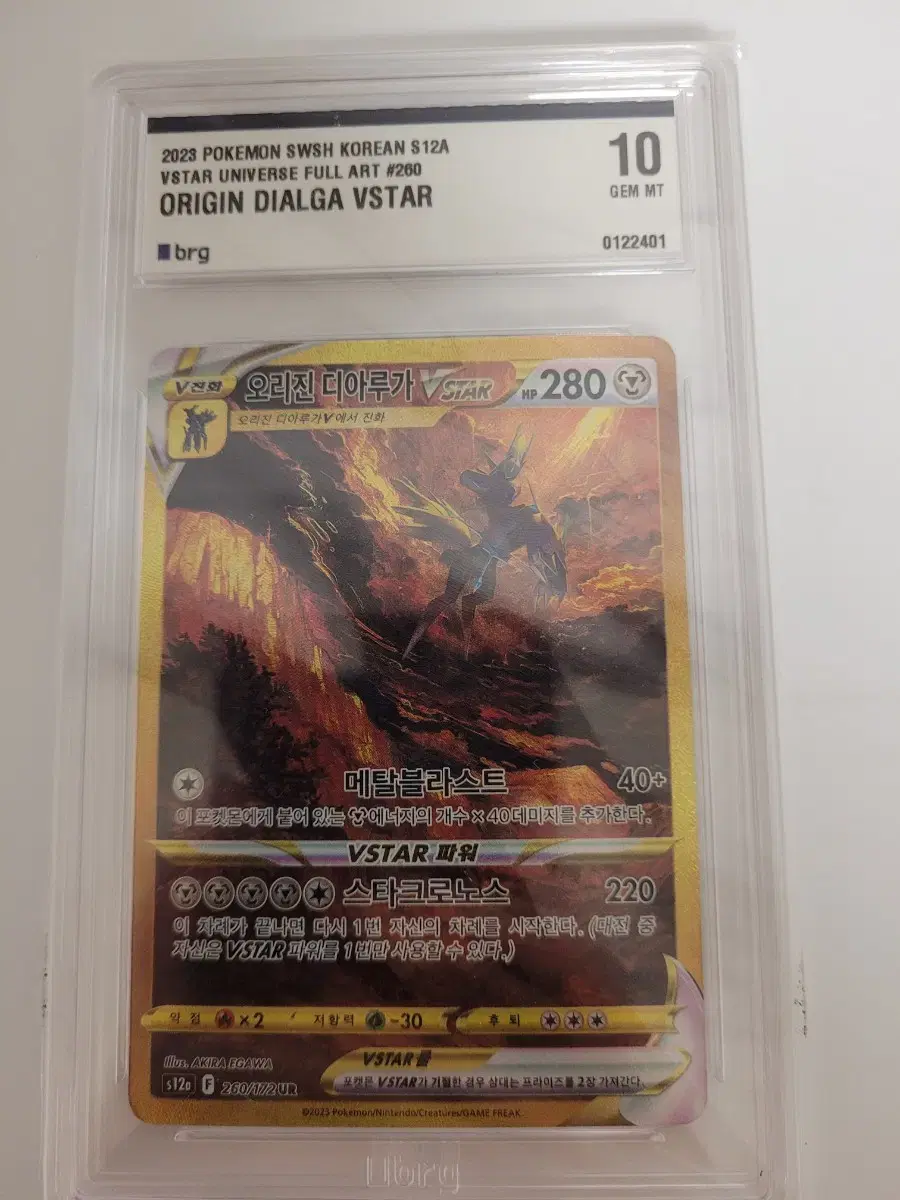 2023 POKEMON SWSH KOREAN S12A
VSTAR UNIVERSE FULL ART #260
ORIGIN DIALGA VSTAR
10
GEM MT
brg
0122401
V진화
오리진 디아루가 VSTAR
HP 280
오리진 디아루가V에서 진화
메탈블라스트 40+
이 포켓몬에게 붙어 있는 에너지의 개수 × 40데미지를 추가한다.
VSTAR 파워
스타크로노스 220
이 차례가 끝나면 다시 1번 자신의 차례를 시작한다. (대전 중
자신은 VSTAR 파워를 1번만 사용할 수 있다.)
약점 ×2 저항력 -30 후퇴
Illus. AKIRA EGAWA
VSTAR룰
s12a F 260/172 UR
포켓몬 VSTAR가 기절한 경우 상대는 프라이즈를 2장 가져간다.
©2023 Pokémon/Nintendo/Creatures/GAME FREAK
brg